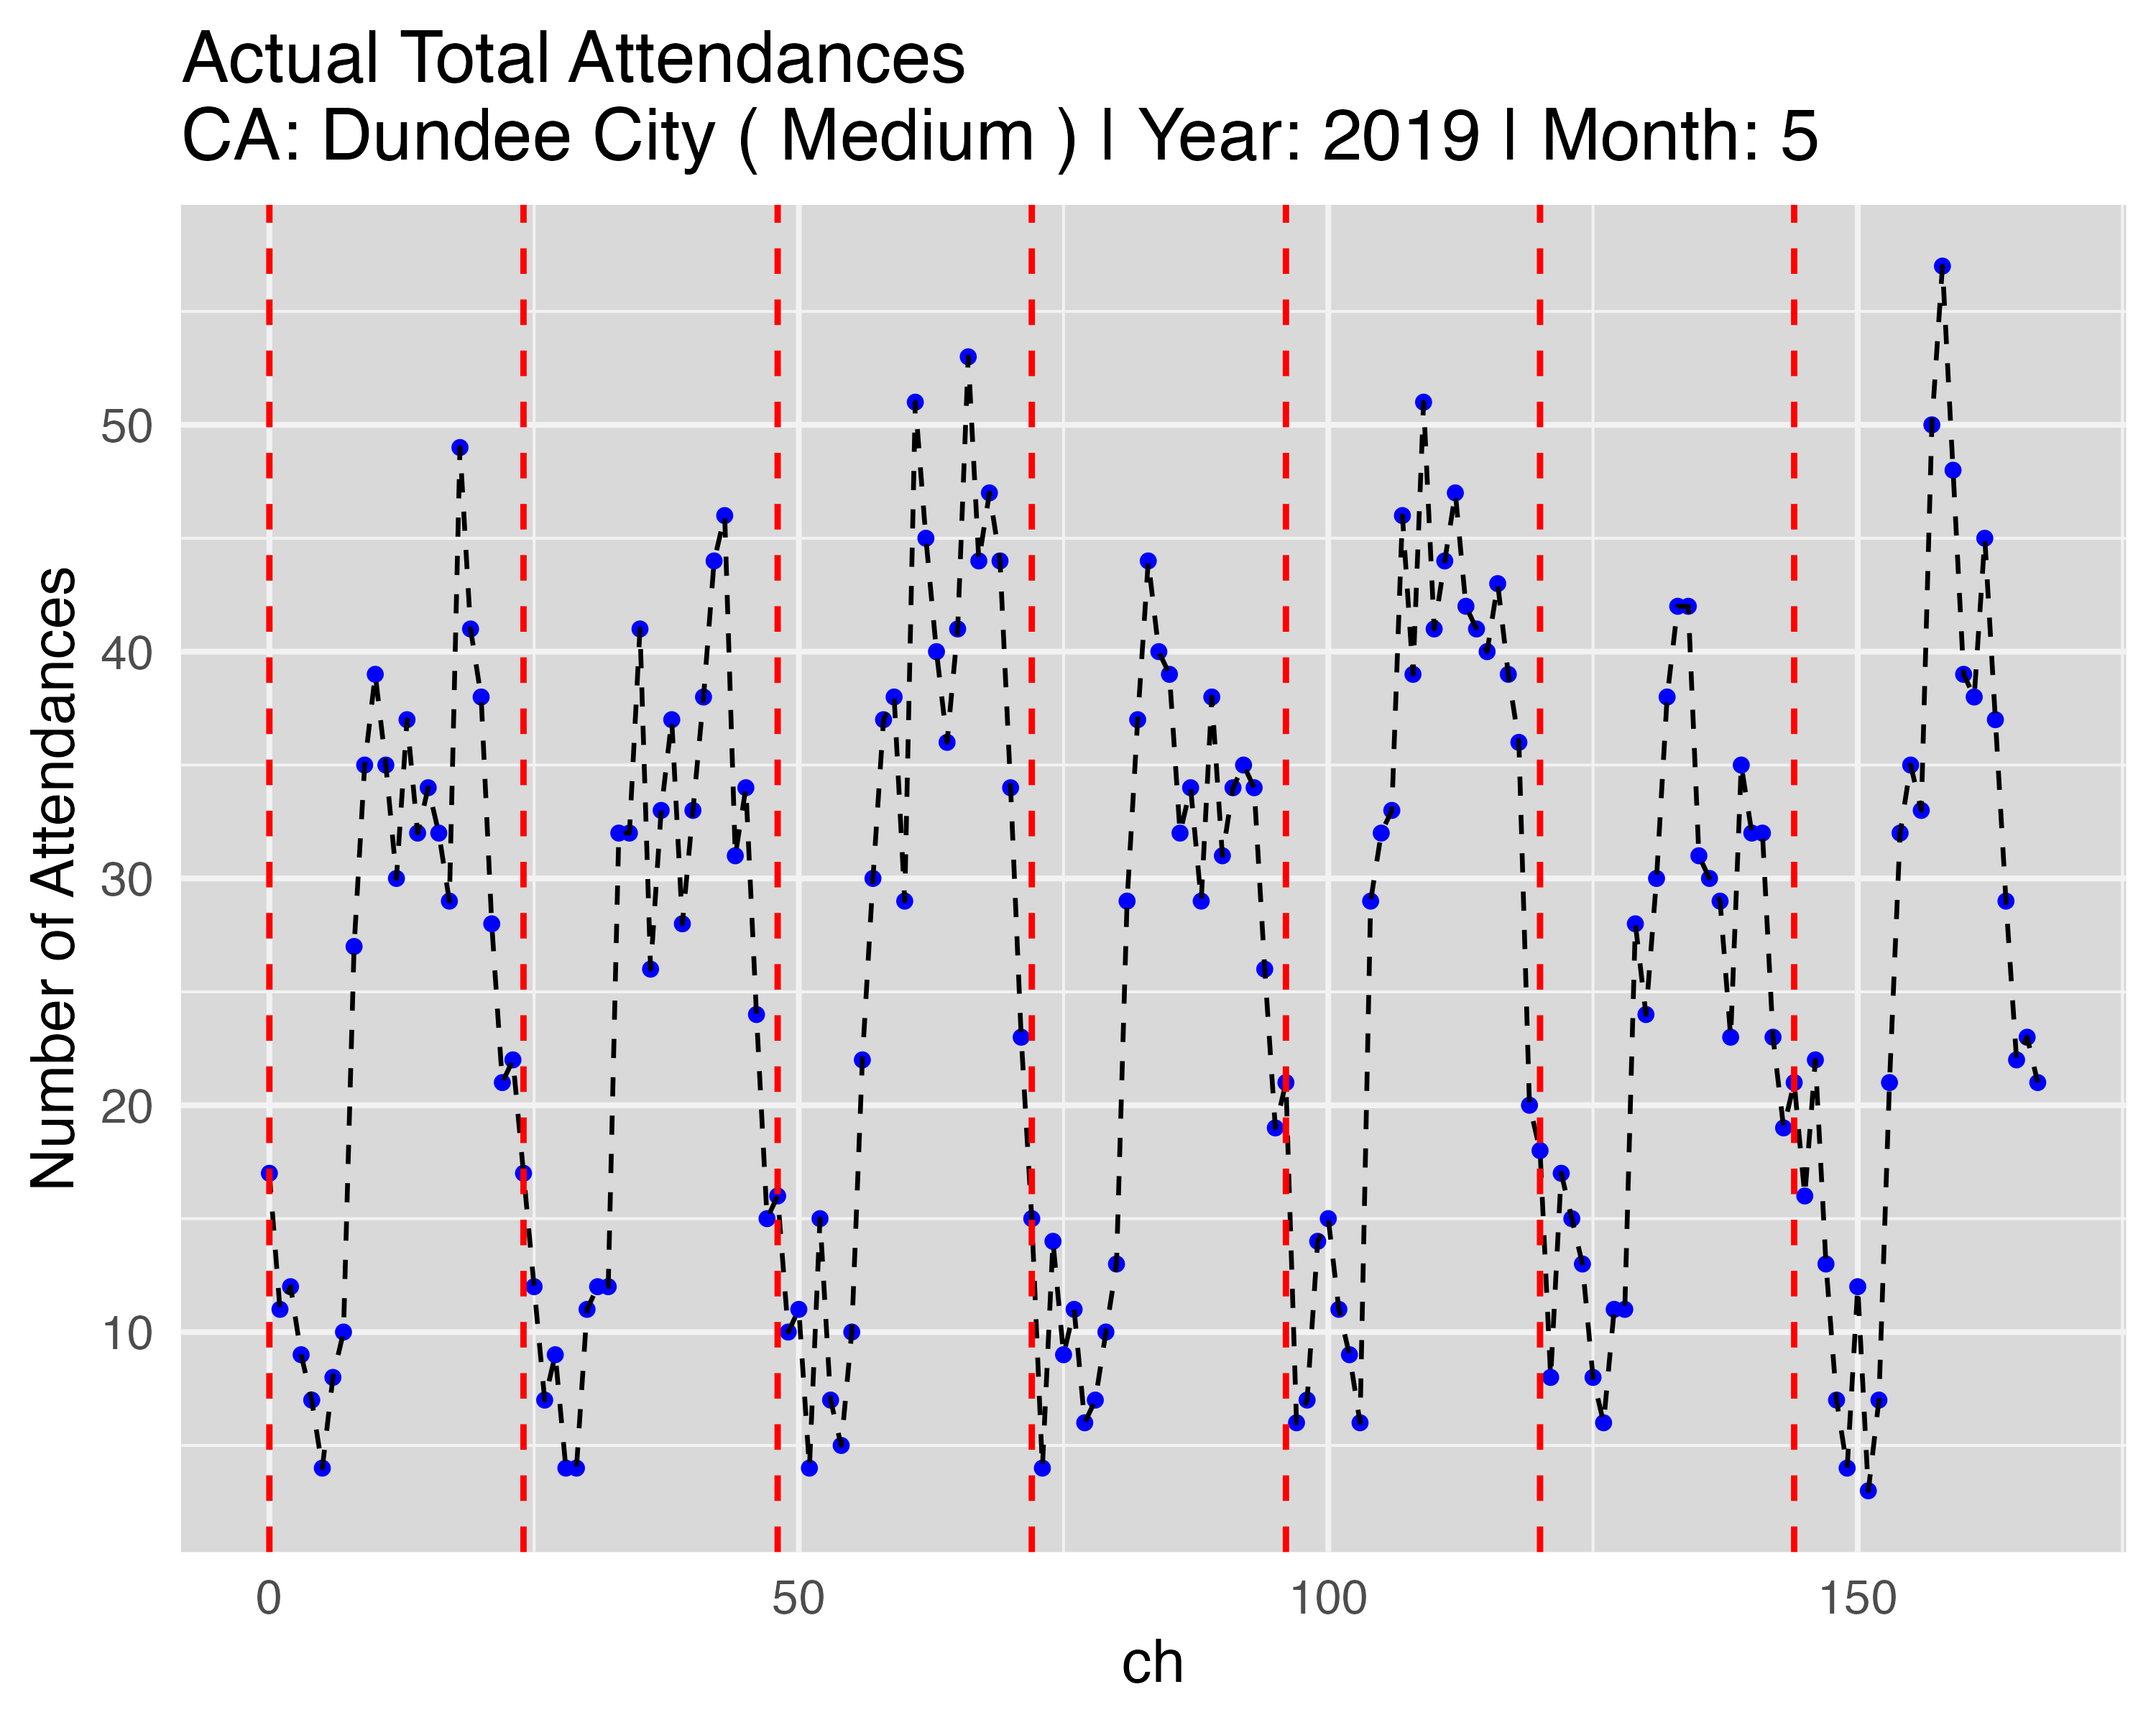 Actual Total Attendances
CA: Dundee City ( Medium ) | Year: 2019 | Month: 5
Number of Attendances
50
40
30
20
10
0
50
100
150
ch